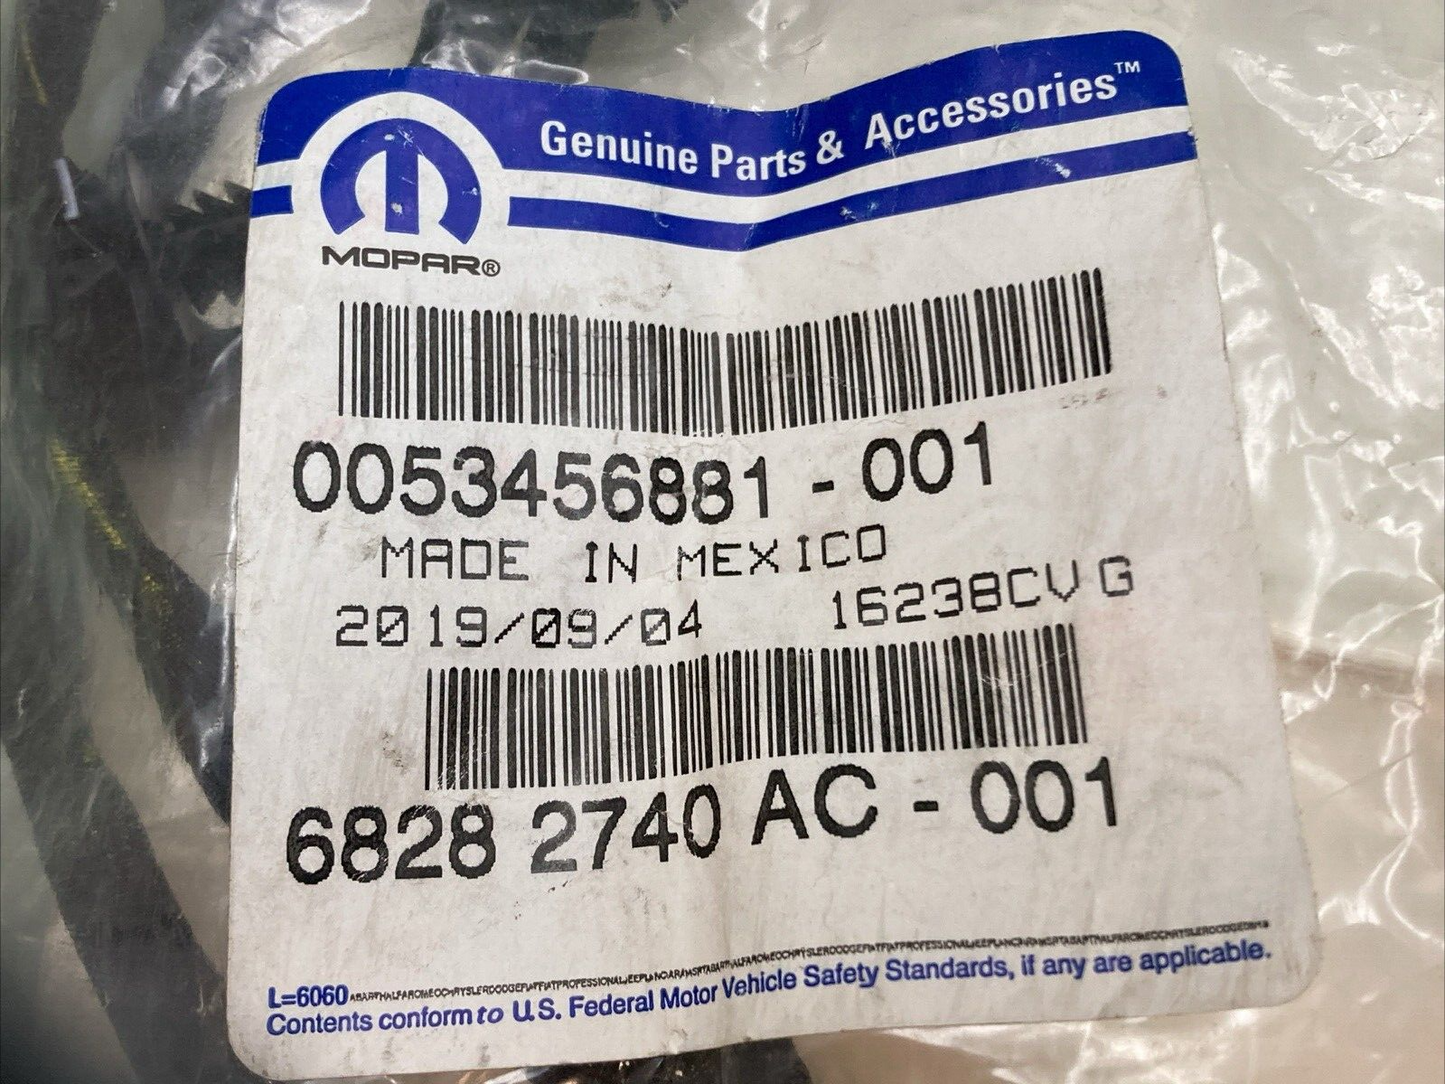 Genuine Parts & Accessories™
MOPAR®
0053456881 - 001
MADE IN MEXICO
2019/09/04 16238CVG
6828 2740 AC - 001
L=6060
Contents conform to U.S. Federal Motor Vehicle Safety Standards, if any are applicable.